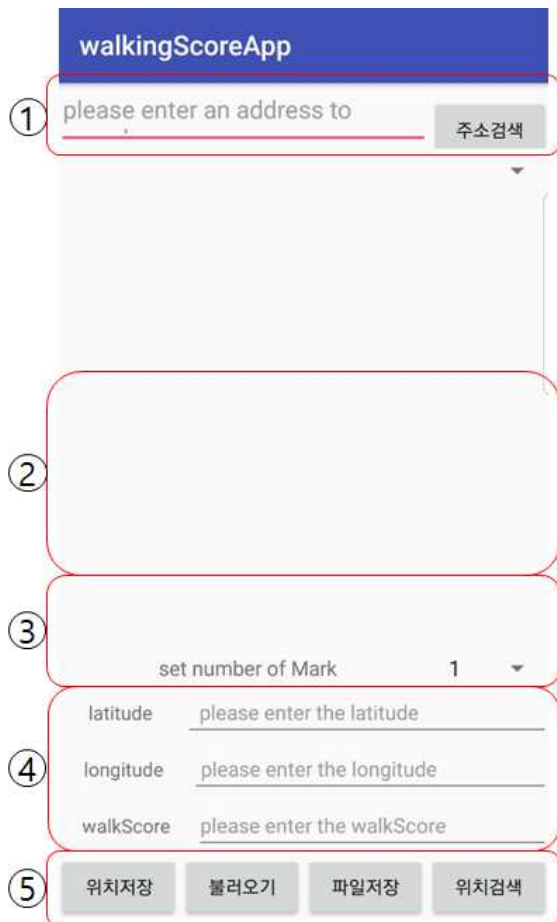 walkingScoreApp
① please enter an address to 주소검색
②
③ set number of Mark 1
latitude please enter the latitude
④ longitude please enter the longitude
walkScore please enter the walkScore
⑤ 위치저장 불러오기 파일저장 위치검색